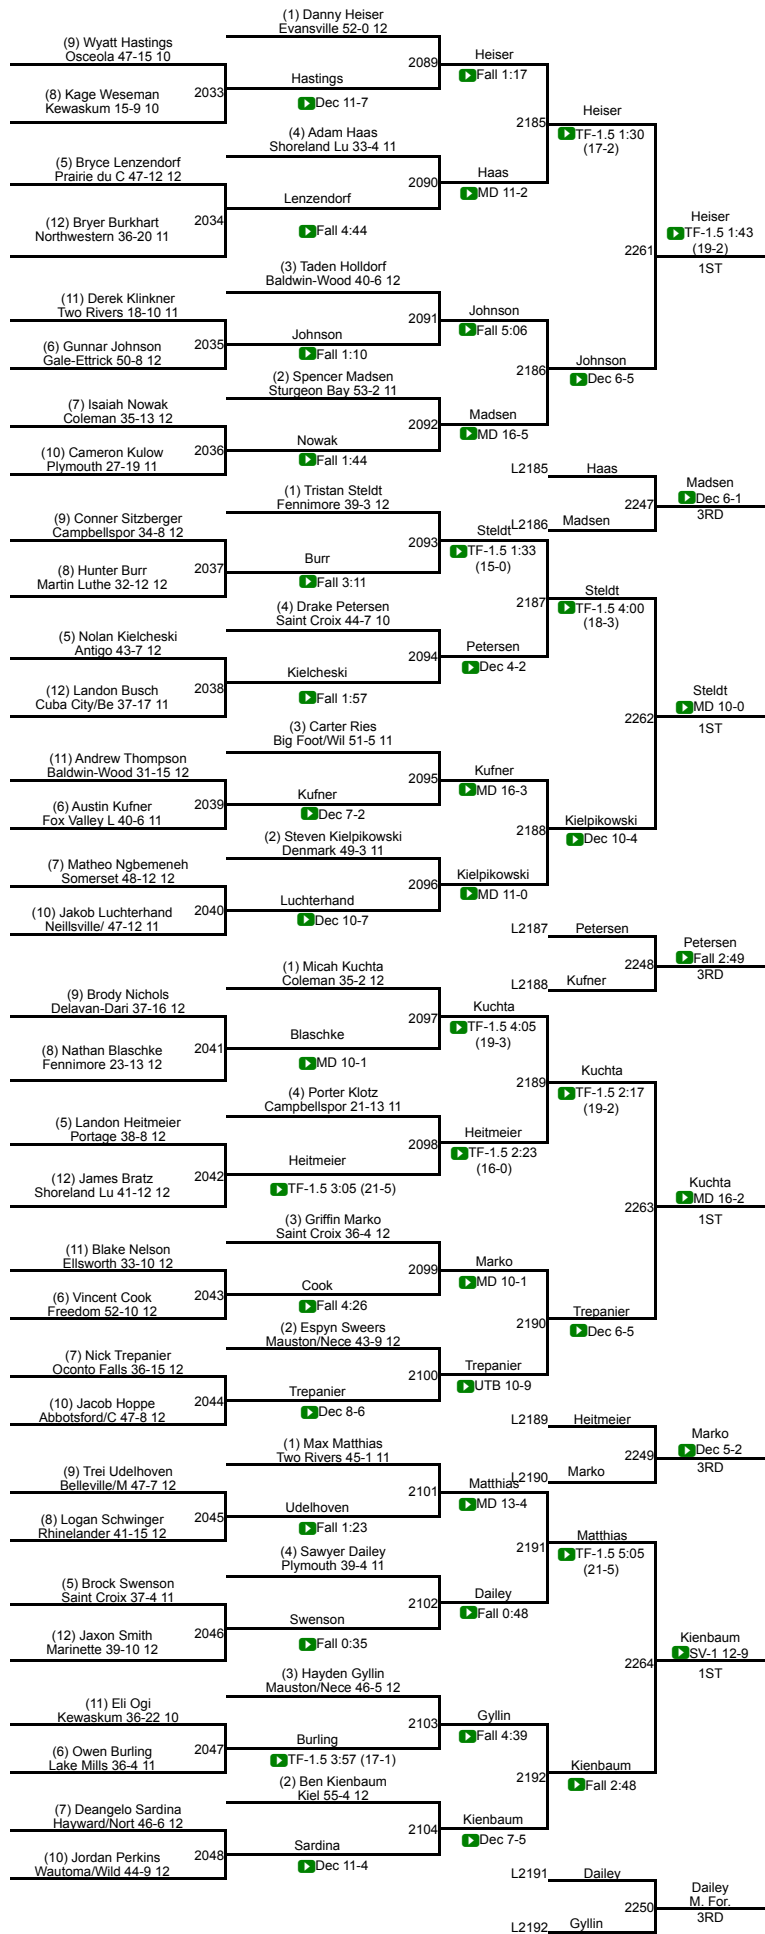 (1) Danny Heiser
Evansville 52-0 12
(9) Wyatt Hastings
Osceola 47-15 10
2089
Heiser
Fall 1:17
Hastings
Dec 11-7
2033
(8) Kage Weseman
Kewaskum 15-9 10
2185
Heiser
TF-1.5 1:30
(17-2)
(4) Adam Haas
Shoreland Lu 33-4 11
(5) Bryce Lenzendorf
Prairie du C 47-12 12
2090
Haas
MD 11-2
Lenzendorf
Fall 4:44
2034
(12) Bryer Burkhart
Northwestern 36-20 11
2261
Heiser
TF-1.5 1:43
(19-2)
1ST
(3) Taden Holldorf
Baldwin-Wood 40-6 12
(11) Derek Klinkner
Two Rivers 18-10 11
2091
Johnson
Fall 5:06
Johnson
Fall 1:10
2035
(6) Gunnar Johnson
Gale-Ettrick 50-8 12
2186
Johnson
Dec 6-5
(2) Spencer Madsen
Sturgeon Bay 53-2 11
(7) Isaiah Nowak
Coleman 35-13 12
2092
Madsen
MD 16-5
Nowak
Fall 1:44
2036
(10) Cameron Kulow
Plymouth 27-19 11
L2185
Haas
2247
Madsen
Dec 6-1
3RD
L2186
Madsen
(1) Tristan Steldt
Fennimore 39-3 12
(9) Conner Sitzberger
Campbellspor 34-8 12
2093
Steldt
TF-1.5 1:33
(15-0)
Burr
Fall 3:11
2037
(8) Hunter Burr
Martin Luthe 32-12 12
2187
Steldt
TF-1.5 4:00
(18-3)
(4) Drake Petersen
Saint Croix 44-7 10
(5) Nolan Kielcheski
Antigo 43-7 12
2094
Petersen
Dec 4-2
Kielcheski
Fall 1:57
2038
(12) Landon Busch
Cuba City/Be 37-17 11
2262
Steldt
MD 10-0
1ST
(3) Carter Ries
Big Foot/Wil 51-5 11
(11) Andrew Thompson
Baldwin-Wood 31-15 12
2095
Kufner
MD 16-3
Kufner
Dec 7-2
2039
(6) Austin Kufner
Fox Valley L 40-6 11
2188
Kielpikowski
Dec 10-4
(2) Steven Kielpikowski
Denmark 49-3 11
(7) Matheo Ngbemeneh
Somerset 48-12 12
2096
Kielpikowski
MD 11-0
Luchterhand
Dec 10-7
2040
(10) Jakob Luchterhand
Neillsville/ 47-12 11
L2187
Petersen
2248
Petersen
Fall 2:49
3RD
L2188
Kufner
(1) Micah Kuchta
Coleman 35-2 12
(9) Brody Nichols
Delavan-Dari 37-16 12
2097
Kuchta
TF-1.5 4:05
(19-3)
Blaschke
MD 10-1
2041
(8) Nathan Blaschke
Fennimore 23-13 12
2189
Kuchta
TF-1.5 2:17
(19-2)
(4) Porter Klotz
Campbellspor 21-13 11
(5) Landon Heitmeier
Portage 38-8 12
2098
Heitmeier
TF-1.5 2:23
(16-0)
Heitmeier
TF-1.5 3:05 (21-5)
2042
(12) James Bratz
Shoreland Lu 41-12 12
2263
Kuchta
MD 16-2
1ST
(3) Griffin Marko
Saint Croix 36-4 12
(11) Blake Nelson
Ellsworth 33-10 12
2099
Marko
MD 10-1
Cook
Fall 4:26
2043
(6) Vincent Cook
Freedom 52-10 12
2190
Trepanier
Dec 6-5
(2) Espyn Sweers
Mauston/Nece 43-9 12
(7) Nick Trepanier
Oconto Falls 36-15 12
2100
Trepanier
UTB 10-9
Trepanier
Dec 8-6
2044
(10) Jacob Hoppe
Abbotsford/C 47-8 12
L2189
Heitmeier
2249
Marko
Dec 5-2
3RD
L2190
Marko
(1) Max Matthias
Two Rivers 45-1 11
(9) Trei Udelhoven
Belleville/M 47-7 12
2101
Matthias
MD 13-4
Udelhoven
Fall 1:23
2045
(8) Logan Schwinger
Rhinelander 41-15 12
2191
Matthias
TF-1.5 5:05
(21-5)
(4) Sawyer Dailey
Plymouth 39-4 11
(5) Brock Swenson
Saint Croix 37-4 11
2102
Dailey
Fall 0:48
Swenson
Fall 0:35
2046
(12) Jaxon Smith
Marinette 39-10 12
2264
Kienbaum
SV-1 12-9
1ST
(3) Hayden Gyllin
Mauston/Nece 46-5 12
(11) Eli Ogi
Kewaskum 36-22 10
2103
Gyllin
Fall 4:39
Burling
TF-1.5 3:57 (17-1)
2047
(6) Owen Burling
Lake Mills 36-4 11
2192
Kienbaum
Fall 2:48
(2) Ben Kienbaum
Kiel 55-4 12
(7) Deangelo Sardina
Hayward/Nort 46-6 12
2104
Kienbaum
Dec 7-5
Sardina
Dec 11-4
2048
(10) Jordan Perkins
Wautoma/Wild 44-9 12
L2191
Dailey
2250
Dailey
M. For.
3RD
L2192
Gyllin